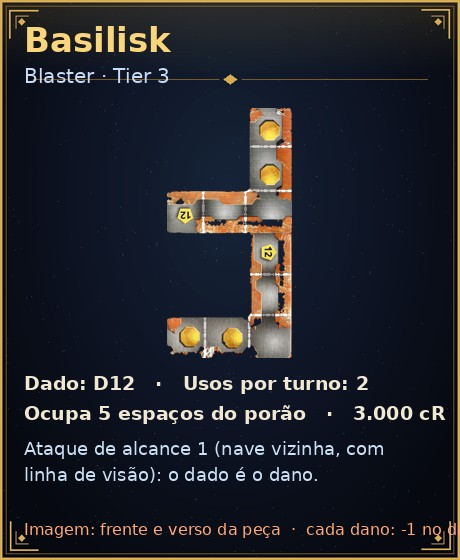 Basilisk
Blaster · Tier 3
12
12
Dado: D12 · Usos por turno: 2
Ocupa 5 espaços do porão · 3.000 cR
Ataque de alcance 1 (nave vizinha, com
linha de visão): o dado é o dano.
Imagem: frente e verso da peça · cada dano: -1 no d